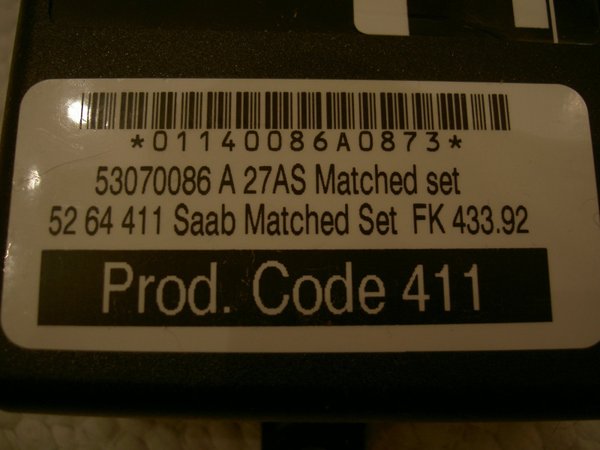 *01140086A0873*
53070086 A 27AS Matched set
52 64 411 Saab Matched Set FK 433.92
Prod. Code 411